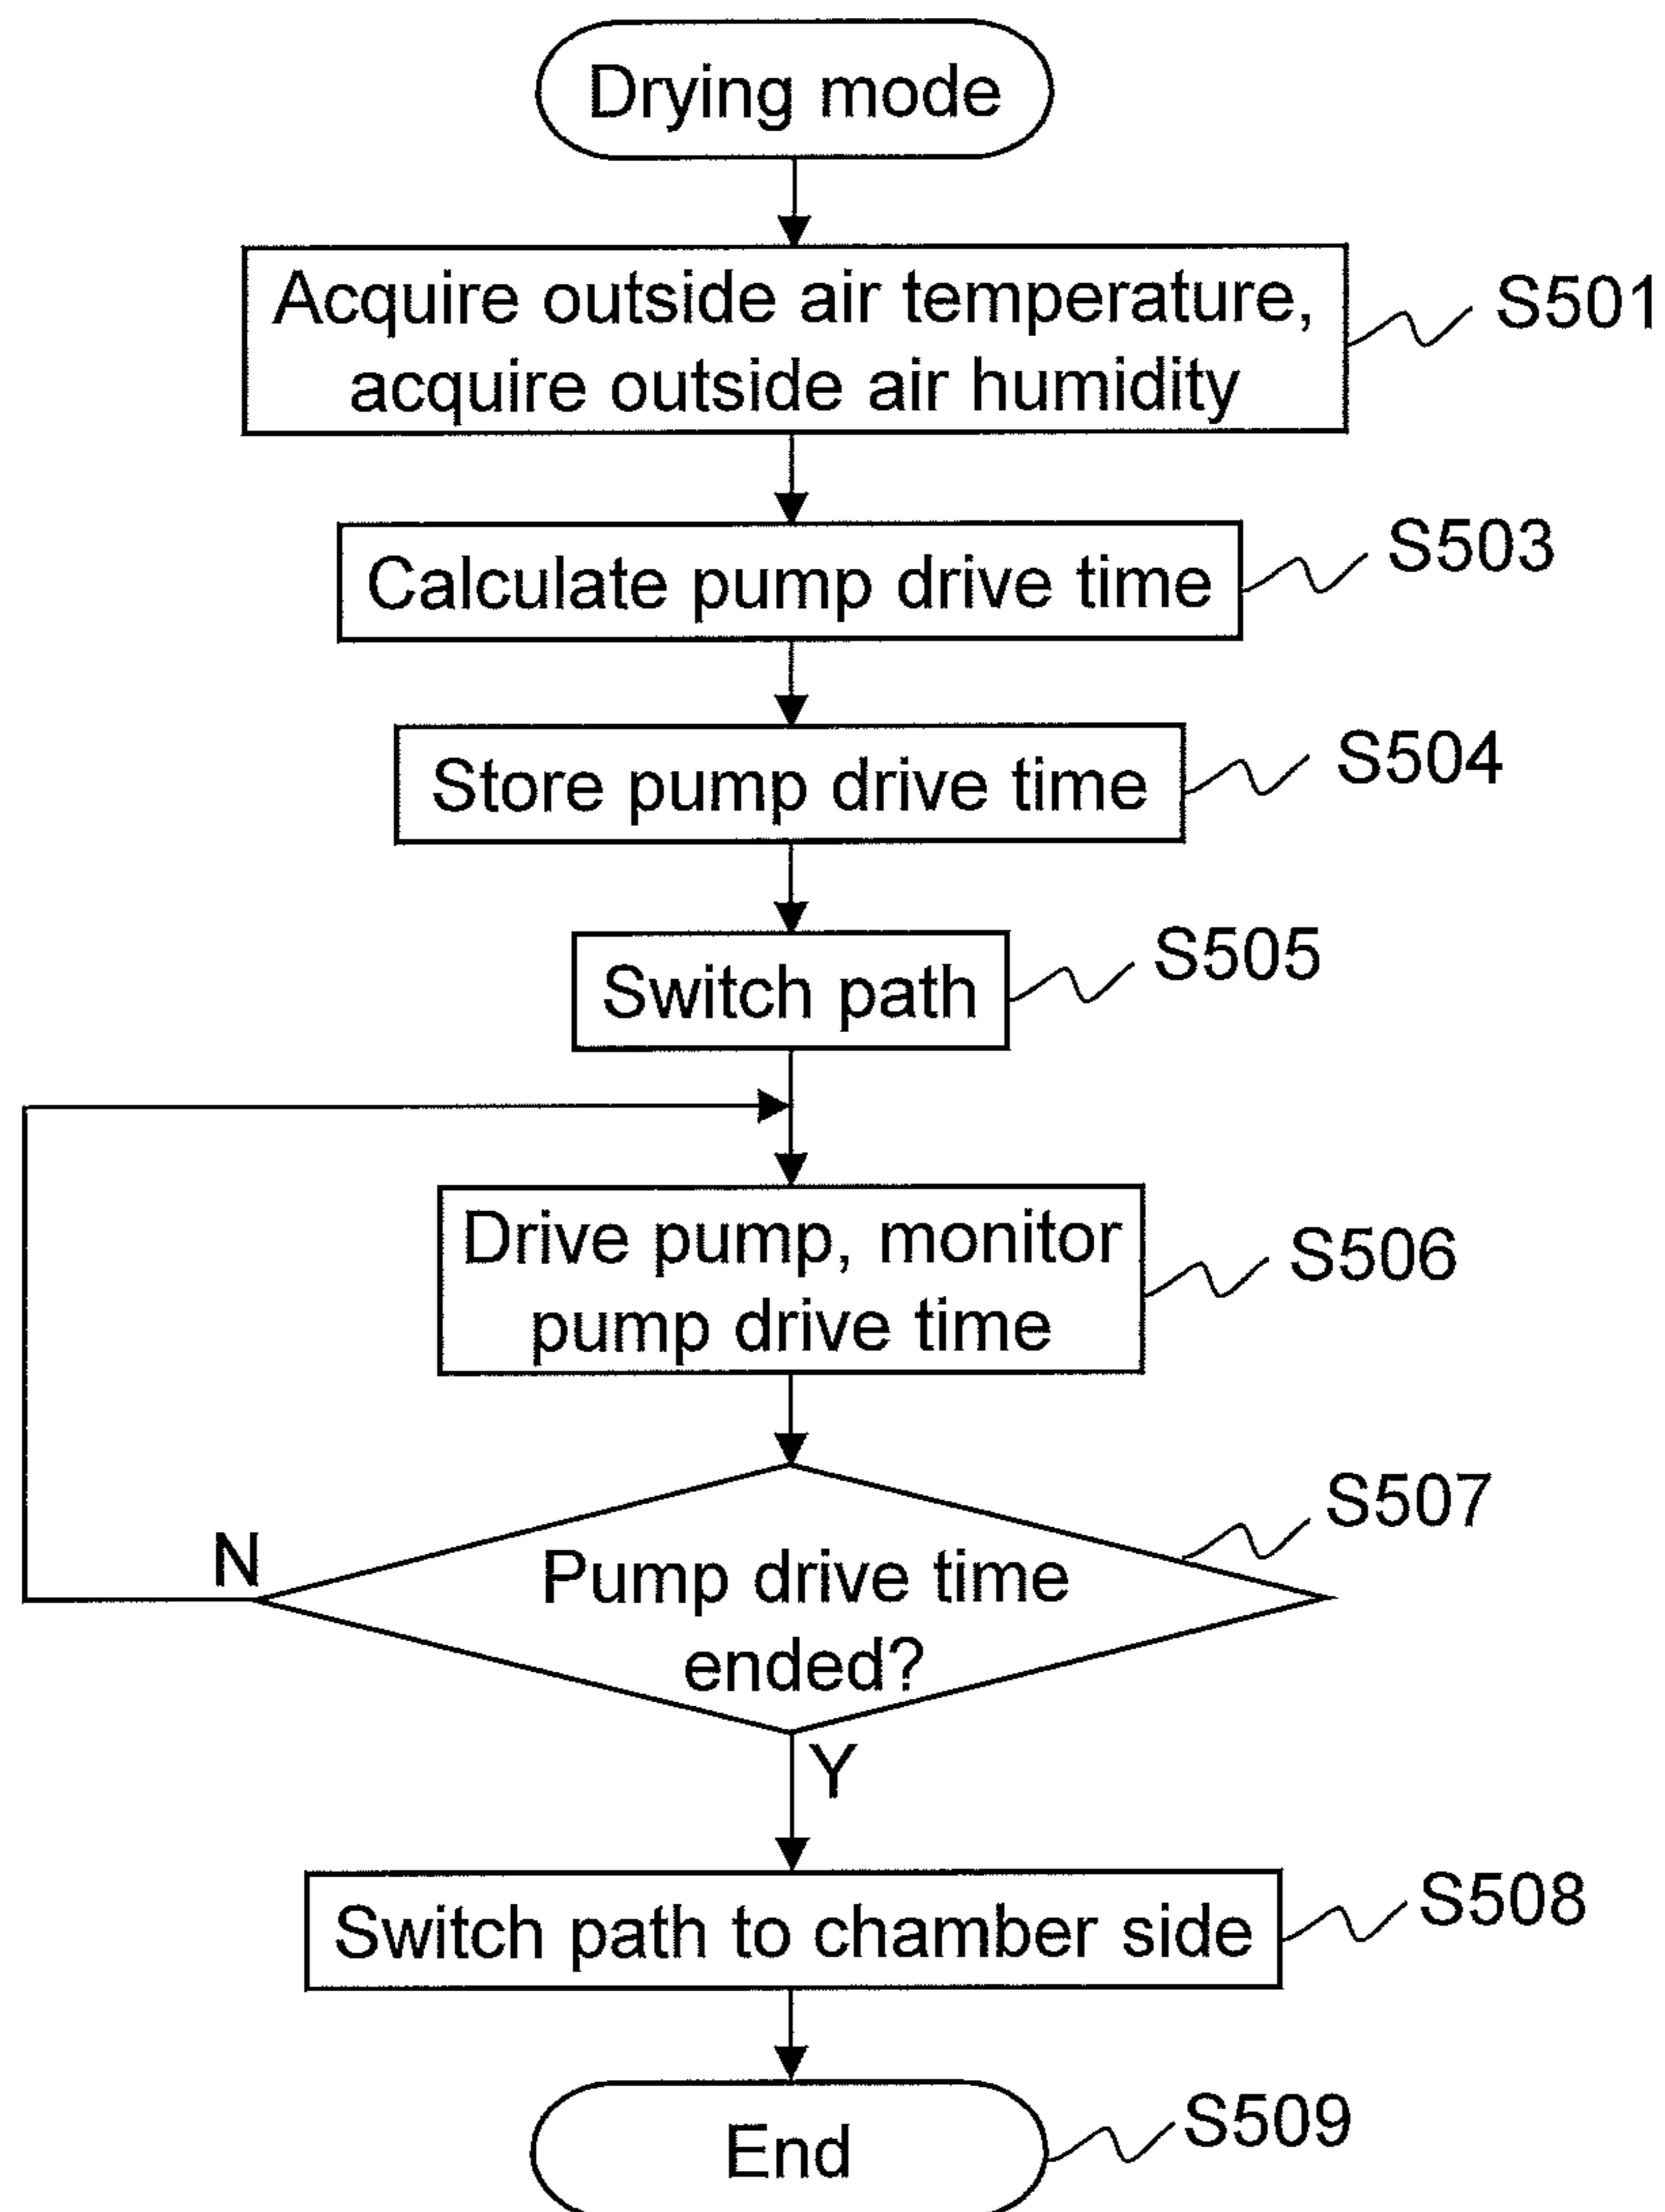 Drying mode
Acquire outside air temperature,
acquire outside air humidity
S501
Calculate pump drive time
S503
Store pump drive time
S504
Switch path
S505
Drive pump, monitor
pump drive time
S506
Pump drive time
ended?
S507
N
Y
Switch path to chamber side
S508
End
S509